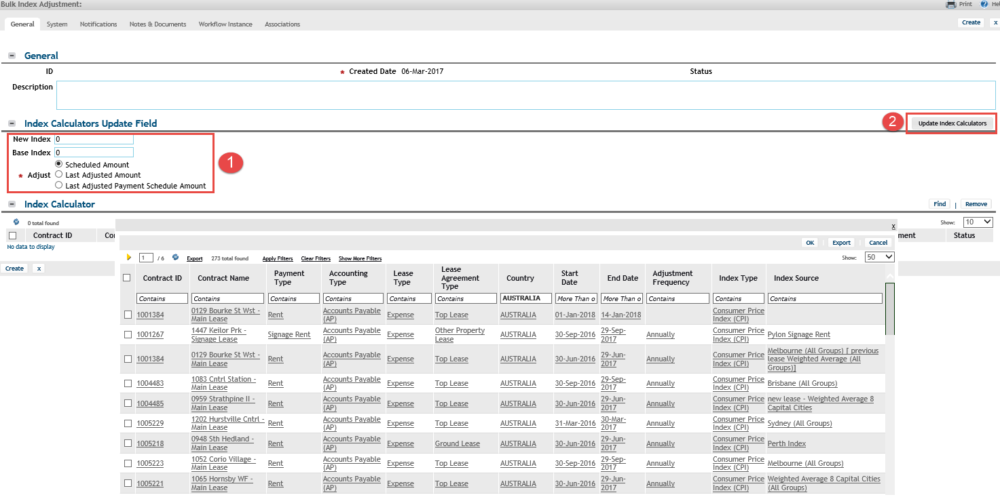 Bulk Index Adjustment:
Print
Hel
General System Notifications Notes & Documents Workflow Instance Associations
Create x
General
ID * Created Date 06-Mar-2017 Status
Description
Index Calculators Update Field
2 Update Index Calculators
New Index 0
Base Index 0
1
Scheduled Amount
* Adjust Last Adjusted Amount
Last Adjusted Payment Schedule Amount
Index Calculator
Find | Remove
0 total found
Show: 10
Contract ID Co
ment Status
No data to display
Create x
x
OK | Export | Cancel
1 / 6 Export 273 total found Apply Filters Clear Filters Show More Filters
Show: 50
Contract ID Contract Name Payment Type Accounting Type Lease Type Lease Agreement Type Country Start Date End Date Adjustment Frequency Index Type Index Source
Contains Contains Contains Contains Contains Contains AUSTRALIA More Than o More Than o Contains Contains Contains
1001384 0129 Bourke St Wst - Main Lease Rent Accounts Payable (AP) Expense Top Lease AUSTRALIA 01-Jan-2018 14-Jan-2018 Consumer Price Index (CPI)
1001267 1447 Keilor Prk - Signage Lease Signage Rent Accounts Payable (AP) Expense Other Property Lease AUSTRALIA 30-Sep-2016 29-Sep-2017 Annually Consumer Price Index (CPI) Pylon Signage Rent
1001384 0129 Bourke St Wst - Main Lease Rent Accounts Payable (AP) Expense Top Lease AUSTRALIA 30-Jun-2016 29-Jun-2017 Annually Consumer Price Index (CPI) Melbourne (All Groups) [ previous lease Weighted Average (All Groups)]
1004483 1083 Cntrl Station - Main Lease Rent Accounts Payable (AP) Expense Top Lease AUSTRALIA 30-Sep-2016 29-Sep-2017 Annually Consumer Price Index (CPI) Brisbane (All Groups)
1004485 0959 Strathpine II - Main Lease Rent Accounts Payable (AP) Expense Top Lease AUSTRALIA 30-Jun-2016 29-Jun-2017 Annually Consumer Price Index (CPI) new lease - Weighted Average 8 Capital Cities
1005229 1202 Hurstville Cntrl - Main Lease Rent Accounts Payable (AP) Expense Top Lease AUSTRALIA 31-Mar-2016 30-Mar-2017 Annually Consumer Price Index (CPI) Sydney (All Groups)
1005218 0948 Sth Hedland - Main Lease Rent Accounts Payable (AP) Expense Ground Lease AUSTRALIA 30-Jun-2016 29-Jun-2017 Annually Consumer Price Index (CPI) Perth Index
1005223 1052 Corio Village - Main Lease Rent Accounts Payable (AP) Expense Top Lease AUSTRALIA 30-Sep-2016 29-Sep-2017 Annually Consumer Price Index (CPI) Melbourne (All Groups)
1005221 1065 Hornsby WF - Main Lease Rent Accounts Payable (AP) Expense Top Lease AUSTRALIA 30-Jun-2016 29-Jun-2017 Annually Consumer Price Index (CPI) Weighted Average 8 Capital Cities (All Groups)